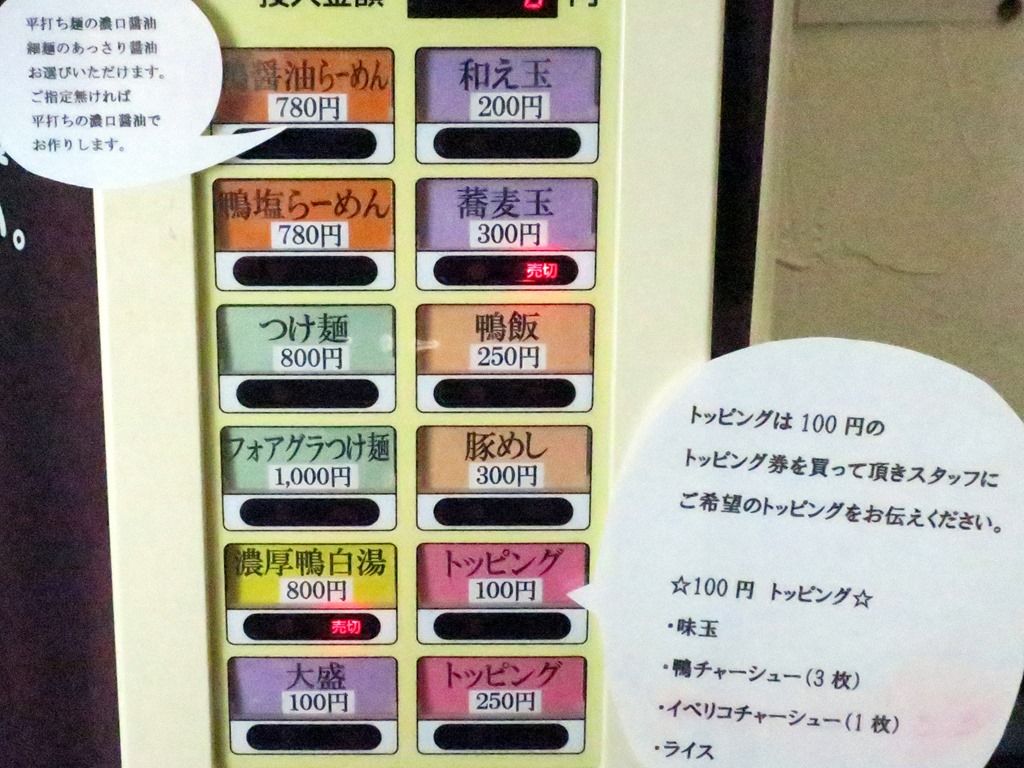 投入金額 0 円
平打ち麺の濃口醤油
細麺のあっさり醤油
お選びいただけます。
ご指定無ければ
平打ちの濃口醤油で
お作りします。
。
鴨醤油らーめん
780円
和え玉
200円
鴨塩らーめん
780円
蕎麦玉
300円
売切
つけ麺
800円
鴨飯
250円
フォアグラつけ麺
1,000円
豚めし
300円
濃厚鴨白湯
800円
売切
トッピング
100円
大盛
100円
トッピング
250円
トッピングは 100 円の
トッピング券を買って頂きスタッフに
ご希望のトッピングをお伝えください。
☆100 円 トッピング☆
・味玉
・鴨チャーシュー(3 枚)
・イベリコチャーシュー(1 枚)
・ライス